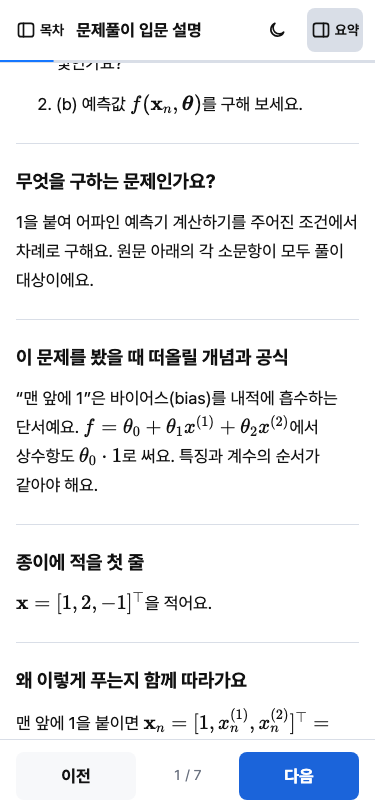 목차 문제풀이 입문 설명 요약
몇인가요?
2. (b) 예측값 f(𝐱ₙ, 𝜽)를 구해 보세요.
무엇을 구하는 문제인가요?
1을 붙여 어파인 예측기 계산하기를 주어진 조건에서
차례로 구해요. 원문 아래의 각 소문항이 모두 풀이
대상이에요.
이 문제를 봤을 때 떠올릴 개념과 공식
“맨 앞에 1”은 바이어스(bias)를 내적에 흡수하는
단서예요. f = θ₀ + θ₁x⁽¹⁾ + θ₂x⁽²⁾에서
상수항도 θ₀ · 1로 써요. 특징과 계수의 순서가
같아야 해요.
종이에 적을 첫 줄
𝐱 = [1, 2, −1]^⊤을 적어요.
왜 이렇게 푸는지 함께 따라가요
맨 앞에 1을 붙이면 𝐱ₙ = [1, xₙ⁽¹⁾, xₙ⁽²⁾]^⊤ =
이전 1 / 7 다음